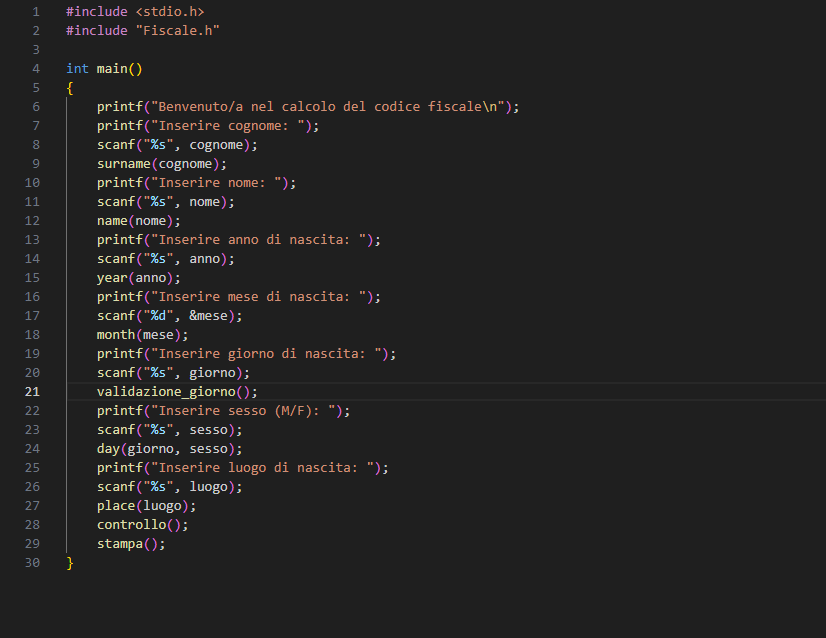 1 #include <stdio.h>
2 #include "Fiscale.h"
3
4 int main()
5 {
6     printf("Benvenuto/a nel calcolo del codice fiscale\n");
7     printf("Inserire cognome: ");
8     scanf("%s", cognome);
9     surname(cognome);
10     printf("Inserire nome: ");
11     scanf("%s", nome);
12     name(nome);
13     printf("Inserire anno di nascita: ");
14     scanf("%s", anno);
15     year(anno);
16     printf("Inserire mese di nascita: ");
17     scanf("%d", &mese);
18     month(mese);
19     printf("Inserire giorno di nascita: ");
20     scanf("%s", giorno);
21     validazione_giorno();
22     printf("Inserire sesso (M/F): ");
23     scanf("%s", sesso);
24     day(giorno, sesso);
25     printf("Inserire luogo di nascita: ");
26     scanf("%s", luogo);
27     place(luogo);
28     controllo();
29     stampa();
30 }